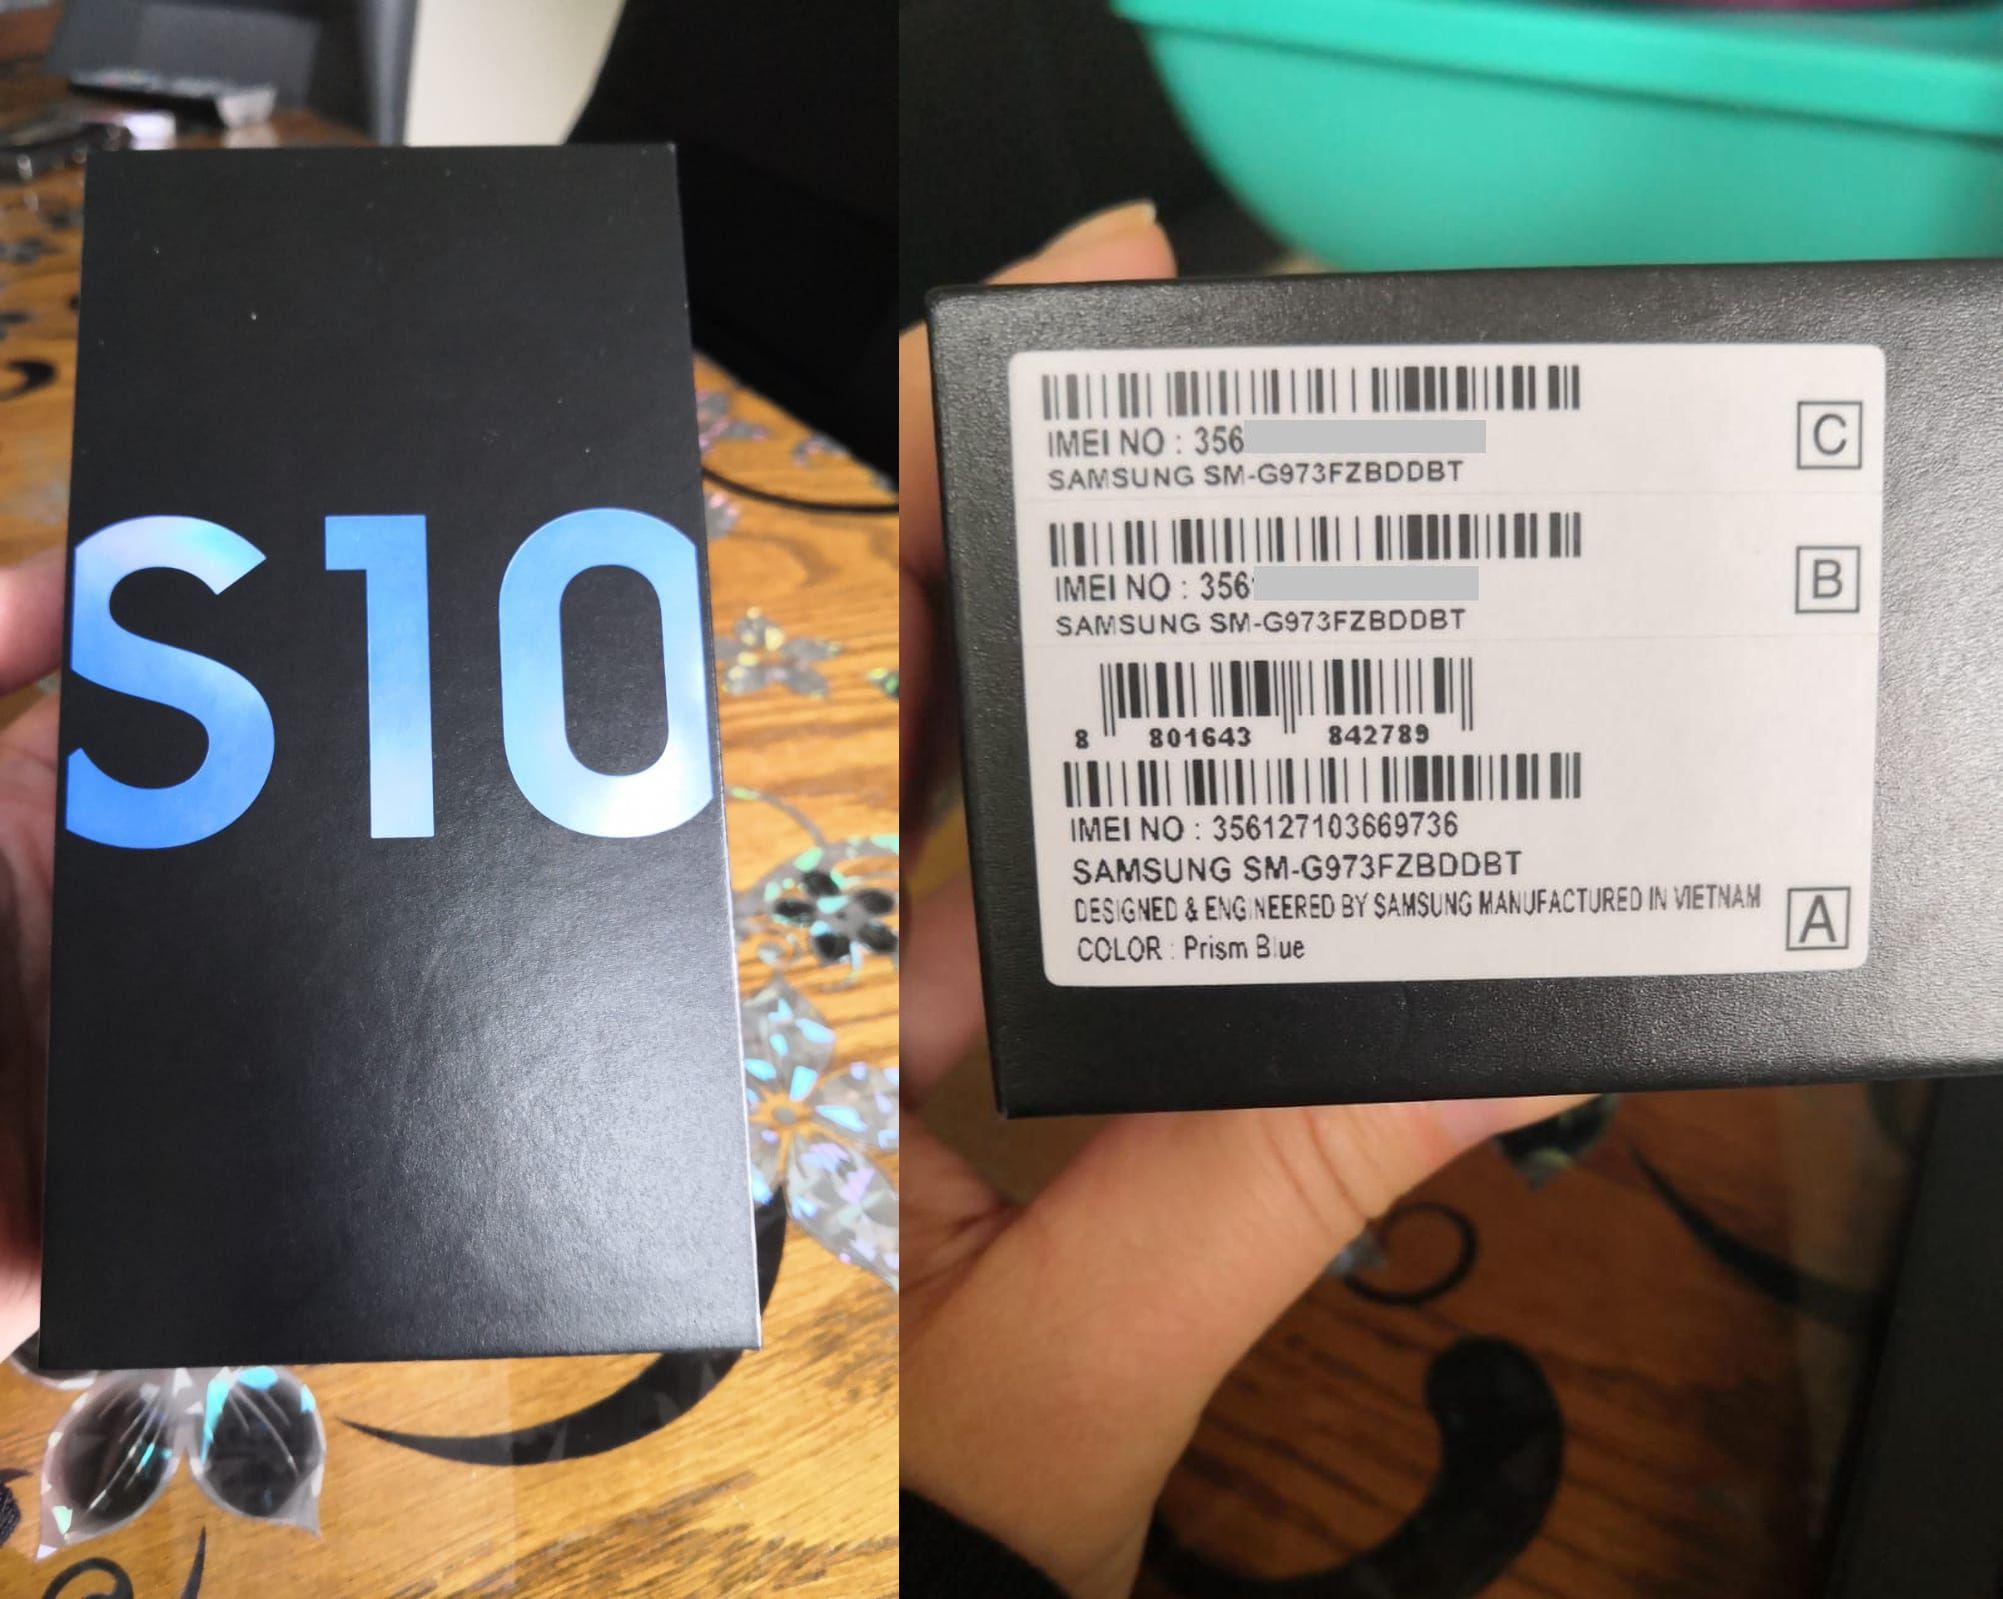 S10
IMEI NO : 356
SAMSUNG SM-G973FZBDDBT
C
IMEI NO : 356
SAMSUNG SM-G973FZBDDBT
B
8 801643 842789
IMEI NO : 356127103669736
SAMSUNG SM-G973FZBDDBT
DESIGNED & ENGINEERED BY SAMSUNG MANUFACTURED IN VIETNAM
COLOR : Prism Blue
A